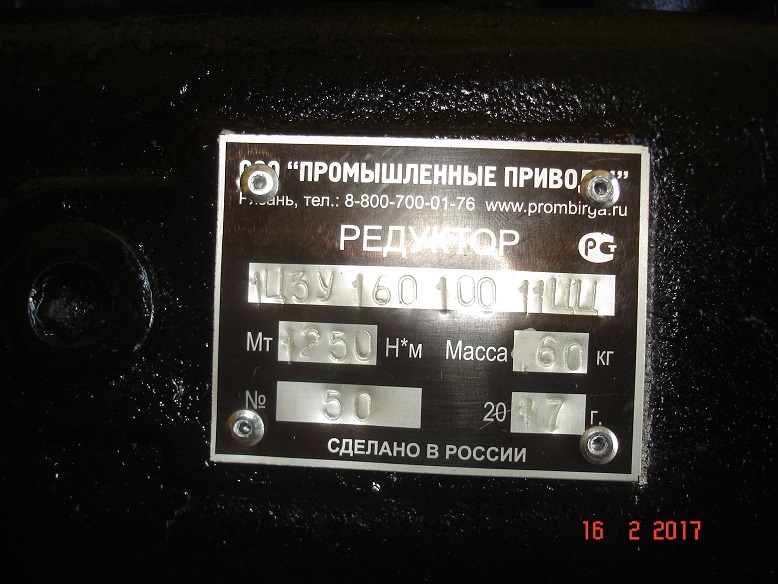 ООО “ПРОМЫШЛЕННЫЕ ПРИВОДЫ”
Рязань, тел.: 8-800-700-01-76 www.prombirga.ru
РЕДУКТОР РСТ
1Ц3У 160 100 11ЦЦ
Мт 1250 Н*м Масса 60 кг
№ 50 2017 г.
СДЕЛАНО В РОССИИ
16 2 2017